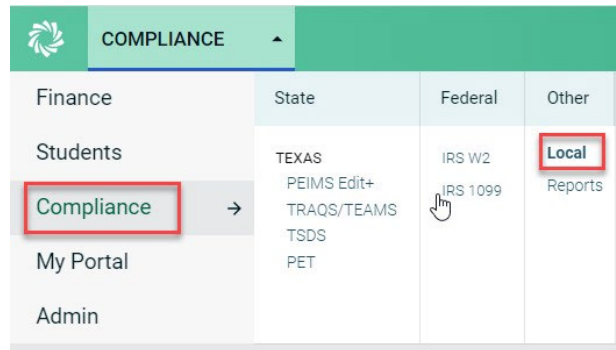 COMPLIANCE
Finance
Students
Compliance
My Portal
Admin
State
TEXAS
PEIMS Edit+
TRAQS/TEAMS
TSDS
PET
Federal
IRS W2
IRS 1099
Other
Local
Reports